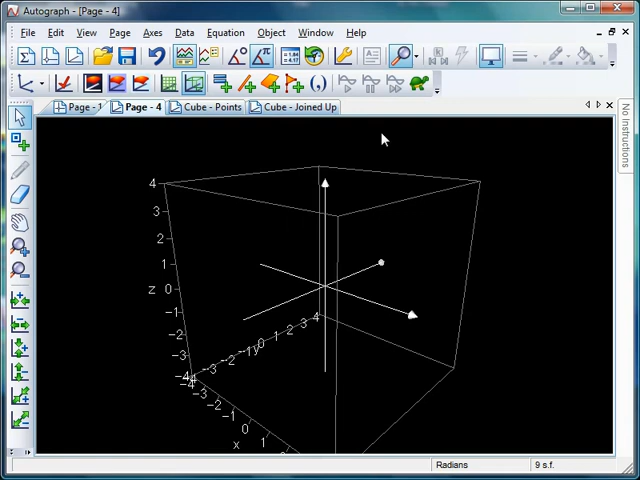 Autograph - [Page - 4]
File Edit View Page Axes Data Equation Object Window Help
Page - 1 Page - 4 Cube - Points Cube - Joined Up
No Instructions
4
3
2
1
z 0
-1
-2
-3
-4
-4 -3 -2 -1 y 0 1 2 3 4
-4 -3 -2 -1 0 1
x
Radians 9 s.f.